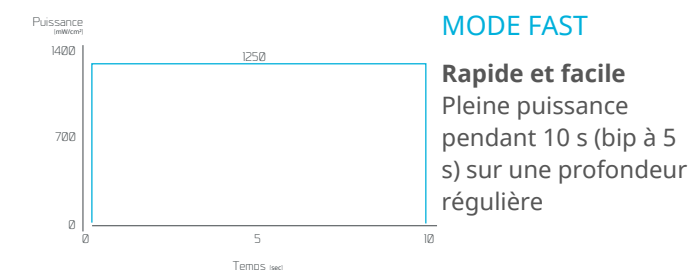 Puissance
[mW/cm²]
1400
1250
700
0
0 5 10
Temps [sec]
MODE FAST
Rapide et facile
Pleine puissance
pendant 10 s (bip à 5
s) sur une profondeur
régulière